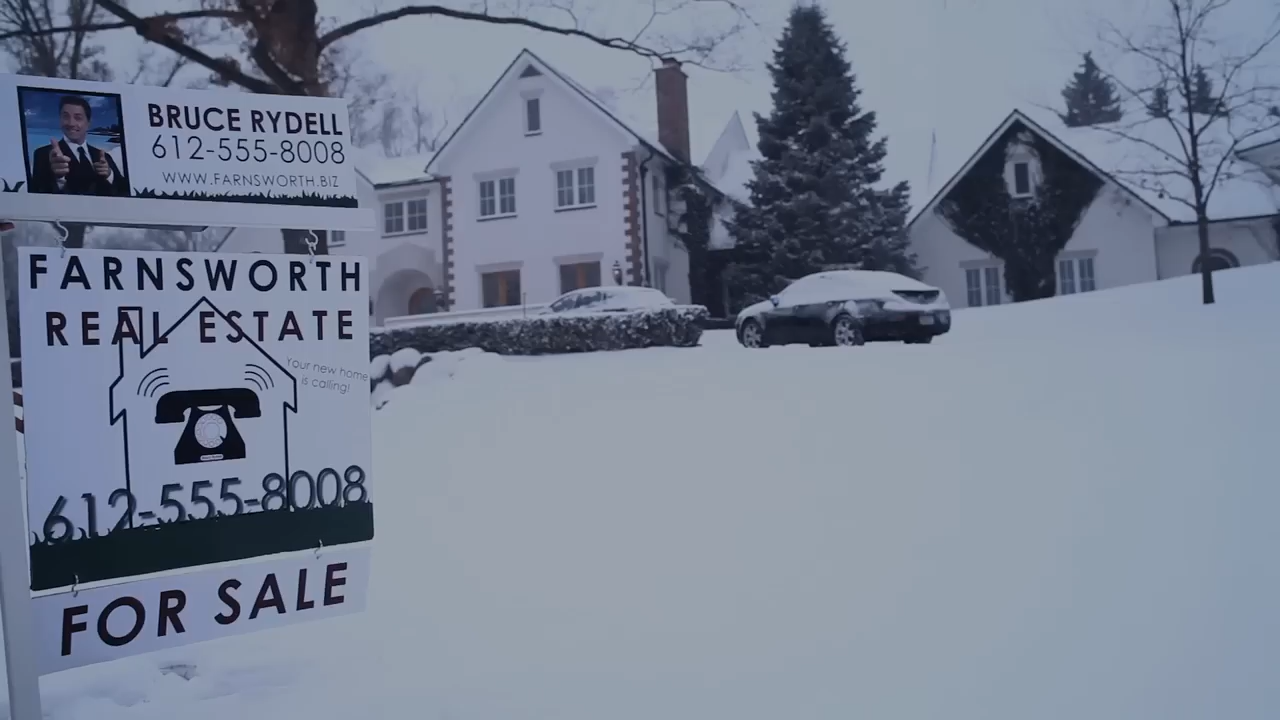 BRUCE RYDELL
612-555-8008
WWW.FARNSWORTH.BIZ
FARNSWORTH
REAL ESTATE
Your new home
is calling!
612-555-8008
FOR SALE